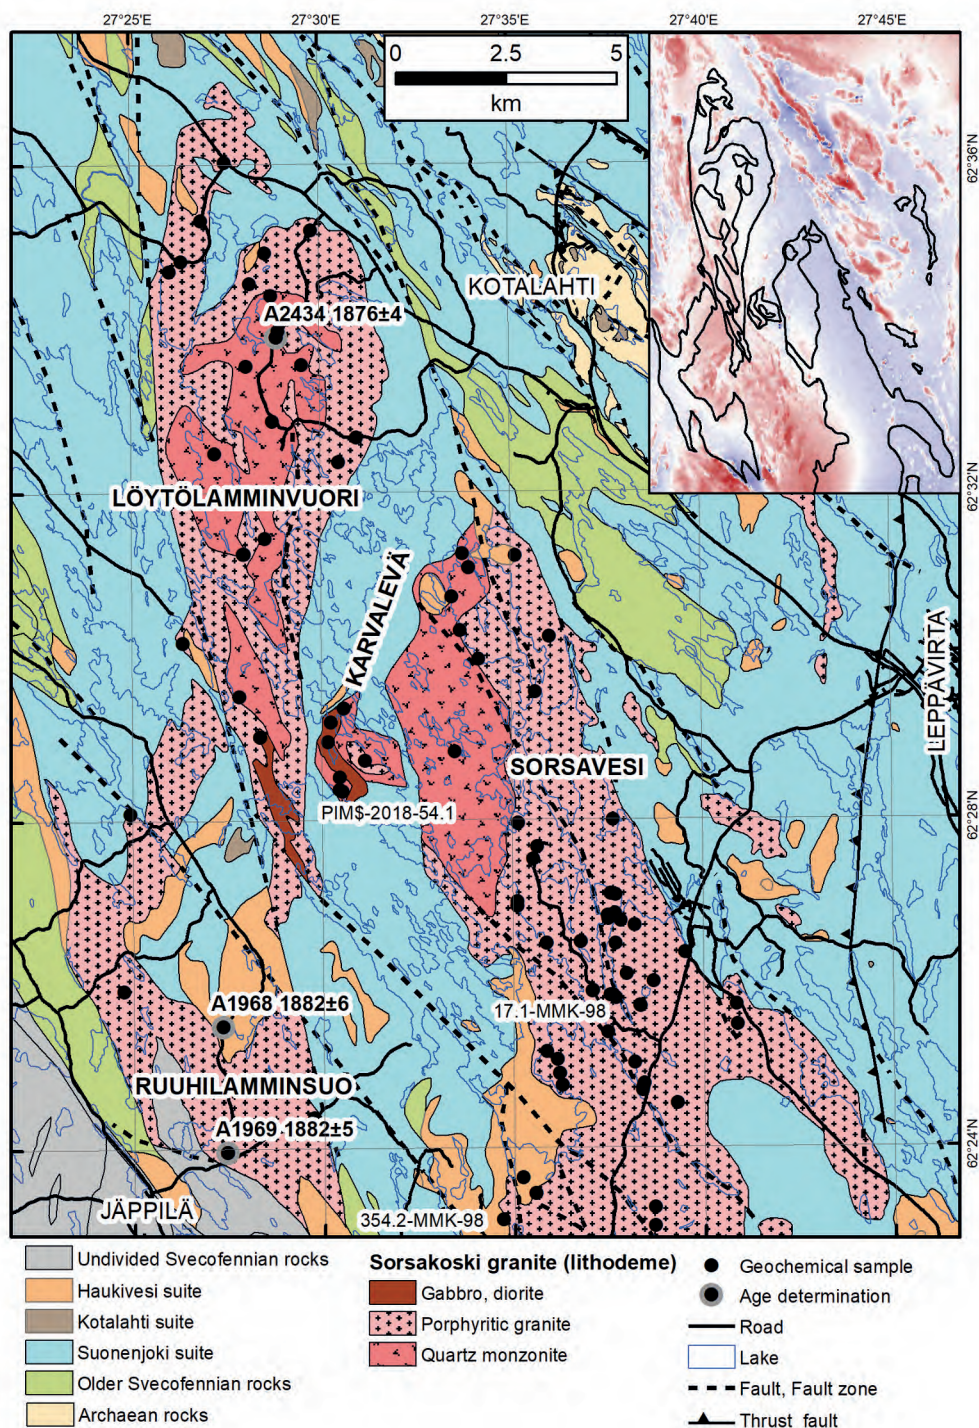 27°25'E 27°30'E 27°35'E 27°40'E 27°45'E
0 2.5 5
km
62°36'N
KOTALAHTI
A2434 1876±4
62°32'N
LÖYTÖLAMMINVUORI
KARVALEVÄ
LEPPÄVIRTA
SORSAVESI
PIM$-2018-54.1
62°28'N
A1968 1882±6
17.1-MMK-98
RUUHILAMMINSUO
A1969 1882±5
62°24'N
JÄPPILÄ
354.2-MMK-98
Undivided Svecofennian rocks
Haukivesi suite
Kotalahti suite
Suonenjoki suite
Older Svecofennian rocks
Archaean rocks
Sorsakoski granite (lithodeme)
Gabbro, diorite
Porphyritic granite
Quartz monzonite
Geochemical sample
Age determination
Road
Lake
Fault, Fault zone
Thrust fault